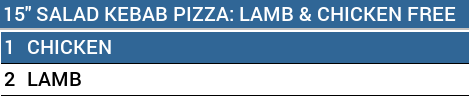 15" SALAD KEBAB PIZZA: LAMB & CHICKEN FREE
1 CHICKEN
2 LAMB